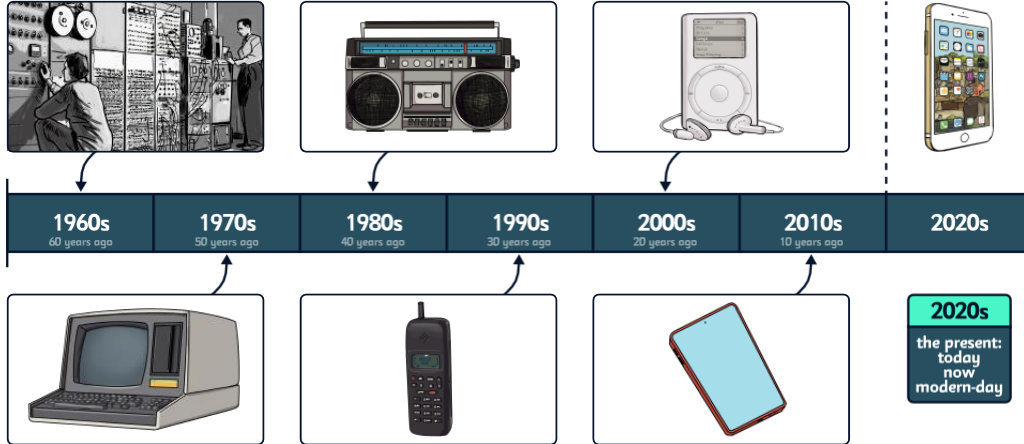 1960s
60 years ago
1970s
50 years ago
1980s
40 years ago
1990s
30 years ago
2000s
20 years ago
2010s
10 years ago
2020s
2020s
the present:
today
now
modern-day